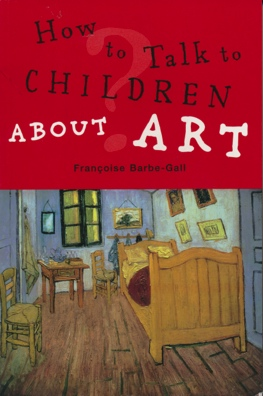 How to Talk to
CHILDREN
ABOUT ART
?
Françoise Barbe-Gall